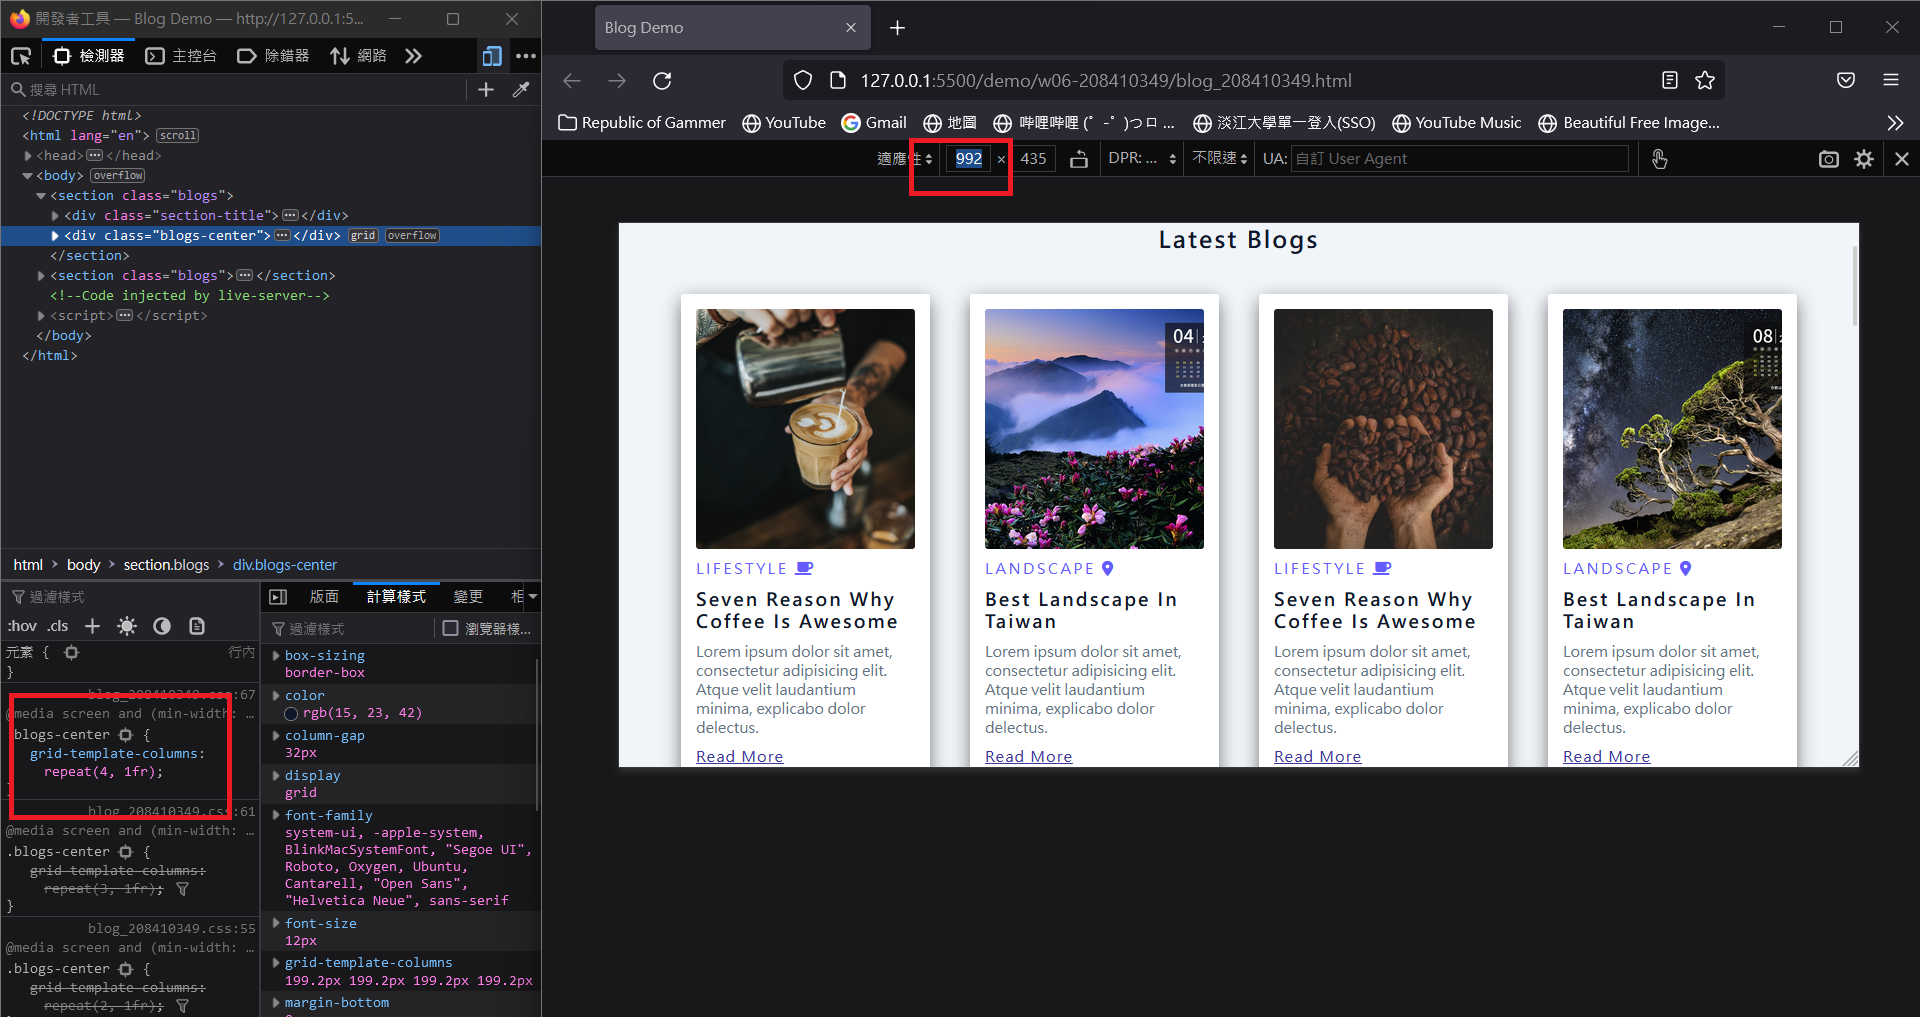 開發者工具 — Blog Demo — http://127.0.0.1:5...
檢測器
主控台
除錯器
網路
搜尋 HTML
<!DOCTYPE html>
<html lang="en"> scroll
<head>…</head>
<body> overflow
<section class="blogs">
<div class="section-title">…</div>
<div class="blogs-center">…</div> grid overflow
</section>
<section class="blogs">…</section>
<!--Code injected by live-server-->
<script>…</script>
</body>
</html>
html › body › section.blogs › div.blogs-center
過濾樣式
:hov .cls
元素 { 行內
}
blog_208410349.css:67
@media screen and (min-width: …
blogs-center {
grid-template-columns:
repeat(4, 1fr);
blog_208410349.css:61
@media screen and (min-width: …
.blogs-center {
grid-template-columns:
repeat(3, 1fr);
}
blog_208410349.css:55
@media screen and (min-width: …
.blogs-center {
grid-template-columns:
repeat(2, 1fr);
版面
計算樣式
變更
過濾樣式
瀏覽器樣...
box-sizing
border-box
color
rgb(15, 23, 42)
column-gap
32px
display
grid
font-family
system-ui, -apple-system,
BlinkMacSystemFont, "Segoe UI",
Roboto, Oxygen, Ubuntu,
Cantarell, "Open Sans",
"Helvetica Neue", sans-serif
font-size
12px
grid-template-columns
199.2px 199.2px 199.2px 199.2px
margin-bottom
Blog Demo
127.0.0.1:5500/demo/w06-208410349/blog_208410349.html
Republic of Gammer
YouTube
Gmail
地圖
嗶哩嗶哩 (゜-゜)つロ ...
淡江大學單一登入(SSO)
YouTube Music
Beautiful Free Image...
適應性 992 × 435 DPR: ... 不限速 UA: 自訂 User Agent
Latest Blogs
04
08
LIFESTYLE
Seven Reason Why
Coffee Is Awesome
Lorem ipsum dolor sit amet,
consectetur adipisicing elit.
Atque velit laudantium
minima, explicabo dolor
delectus.
Read More
LANDSCAPE
Best Landscape In
Taiwan
Lorem ipsum dolor sit amet,
consectetur adipisicing elit.
Atque velit laudantium
minima, explicabo dolor
delectus.
Read More
LIFESTYLE
Seven Reason Why
Coffee Is Awesome
Lorem ipsum dolor sit amet,
consectetur adipisicing elit.
Atque velit laudantium
minima, explicabo dolor
delectus.
Read More
LANDSCAPE
Best Landscape In
Taiwan
Lorem ipsum dolor sit amet,
consectetur adipisicing elit.
Atque velit laudantium
minima, explicabo dolor
delectus.
Read More